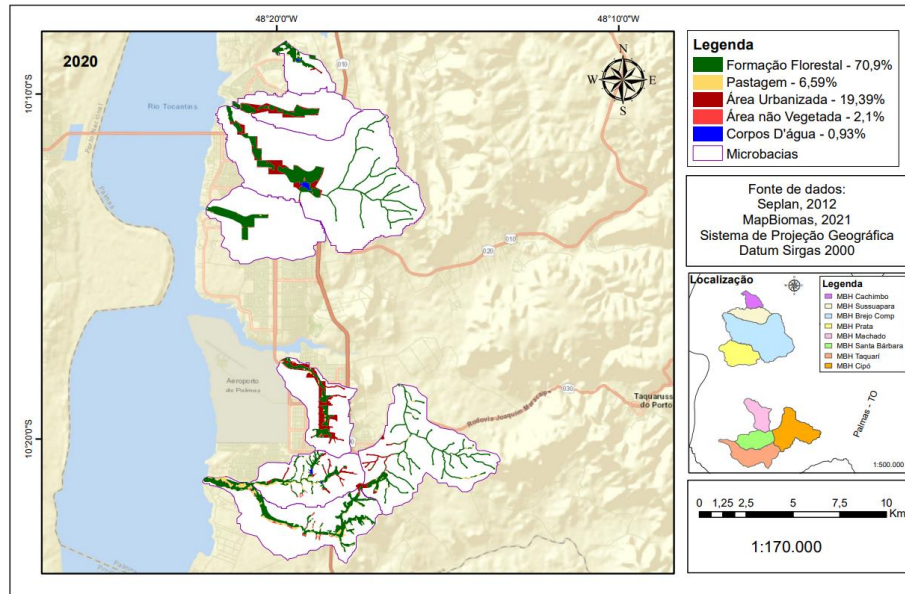 48°20'0"W
48°10'0"W
2020
10°10'0"S
10°20'0"S
Rio Tocantins
010
N
W
E
S
020
010
Aeroporto
de Palmas
030
Taquaruss
do Porto
Legenda
Formação Florestal - 70,9%
Pastagem - 6,59%
Área Urbanizada - 19,39%
Área não Vegetada - 2,1%
Corpos D'água - 0,93%
Microbacias
Fonte de dados:
Seplan, 2012
MapBiomas, 2021
Sistema de Projeção Geográfica
Datum Sirgas 2000
Localização
Legenda
MBH Cachimbo
MBH Sussuapara
MBH Brejo Comp
MBH Prata
MBH Machado
MBH Santa Bárbara
MBH Taquari
MBH Cipó
Palmas - TO
1:500.000
0 1,25 2,5 5 7,5 10
Km
1:170.000